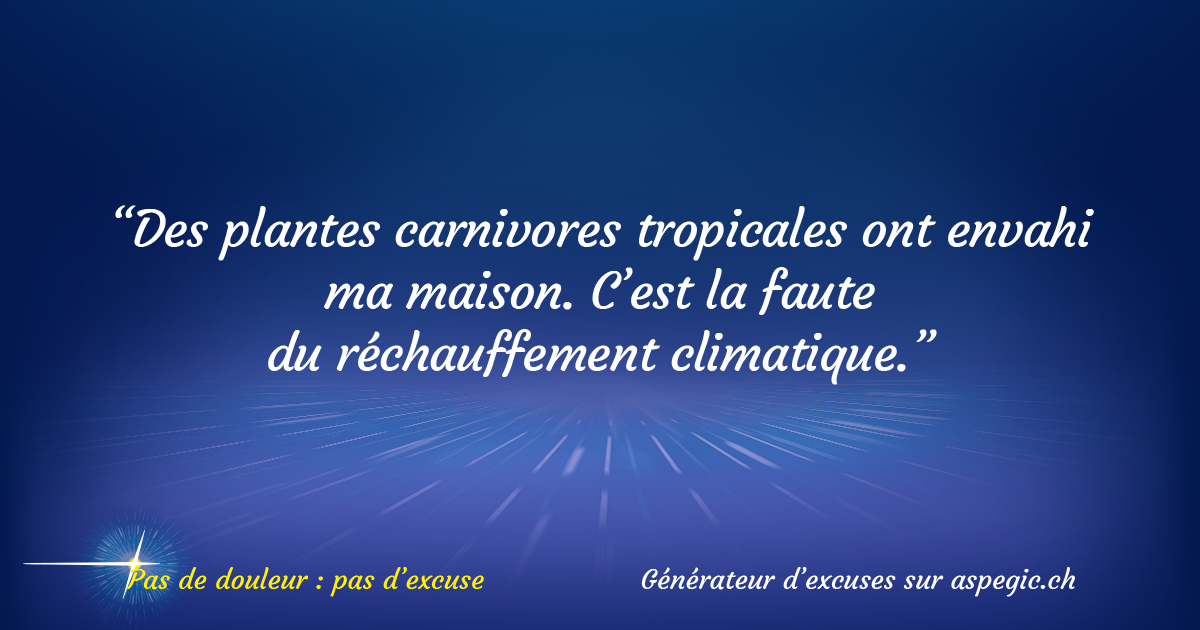 “Des plantes carnivores tropicales ont envahi
ma maison. C’est la faute
du réchauffement climatique.”
Pas de douleur : pas d’excuse
Générateur d’excuses sur aspegic.ch